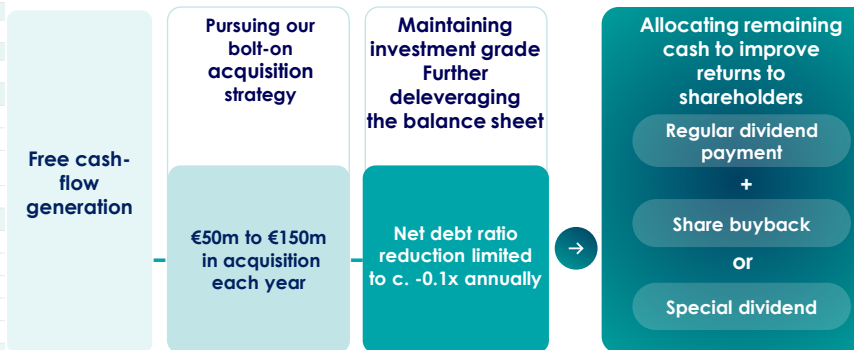 Free cash-
flow
generation
Pursuing our
bolt-on
acquisition
strategy
€50m to €150m
in acquisition
each year
Maintaining
investment grade
Further
deleveraging
the balance sheet
Net debt ratio
reduction limited
to c. -0.1x annually
Allocating remaining
cash to improve
returns to
shareholders
Regular dividend
payment
+
Share buyback
or
Special dividend